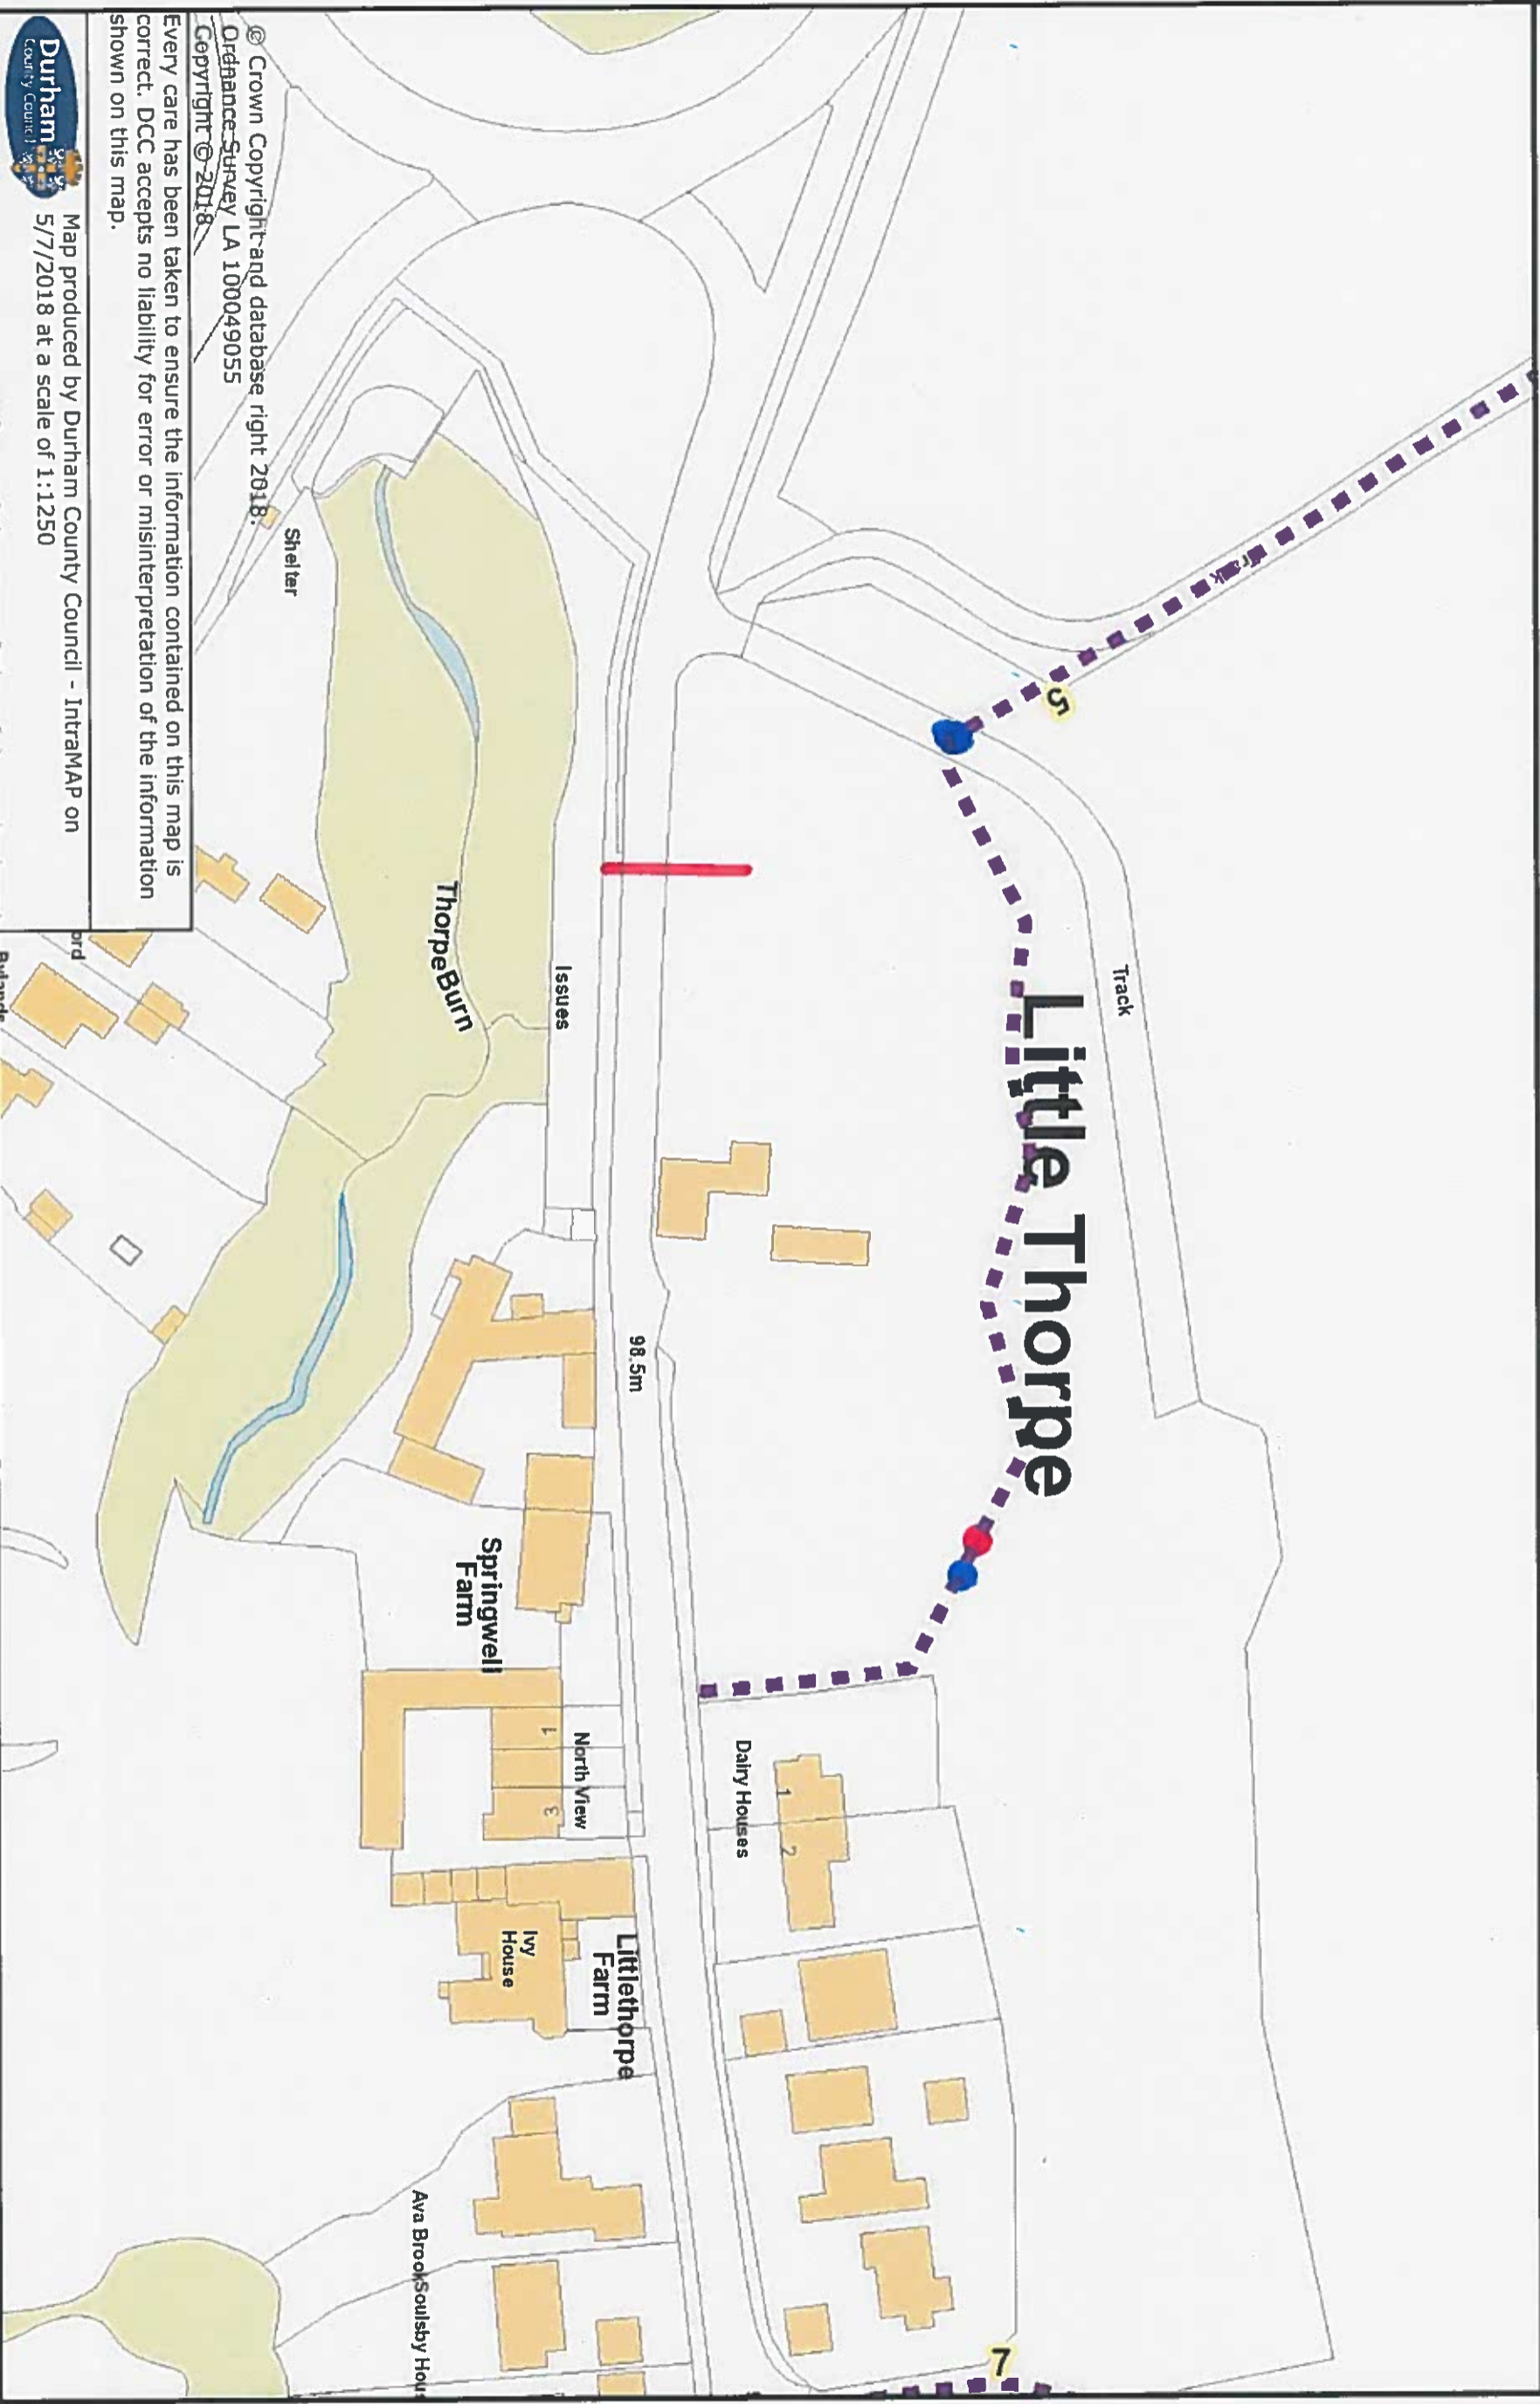 Track
5
Little Thorpe
Track
7
1
2
Dairy Houses
98.5m
Issues
Thorpe Burn
Shelter
Springwell
Farm
North View
1
3
Littlethorpe
Farm
Ivy
House
Ava Brook
Soulsby Hou
ord
© Crown Copyright and database right 2018.
Ordnance Survey LA 100049055
Copyright © 2018
Every care has been taken to ensure the information contained on this map is
correct. DCC accepts no liability for error or misinterpretation of the information
shown on this map.
Durham
County Council
Map produced by Durham County Council - IntraMAP on
5/7/2018 at a scale of 1:1250